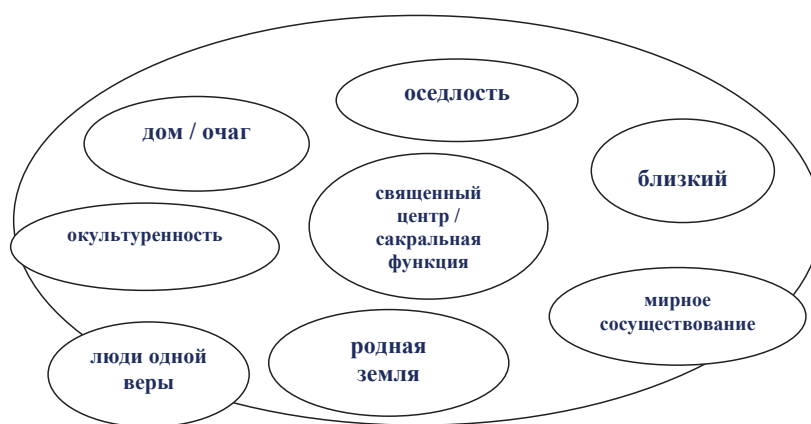 оседлость
дом / очаг
близкий
священный
центр /
сакральная
функция
окультуренность
мирное
сосуществование
родная
земля
люди одной
веры